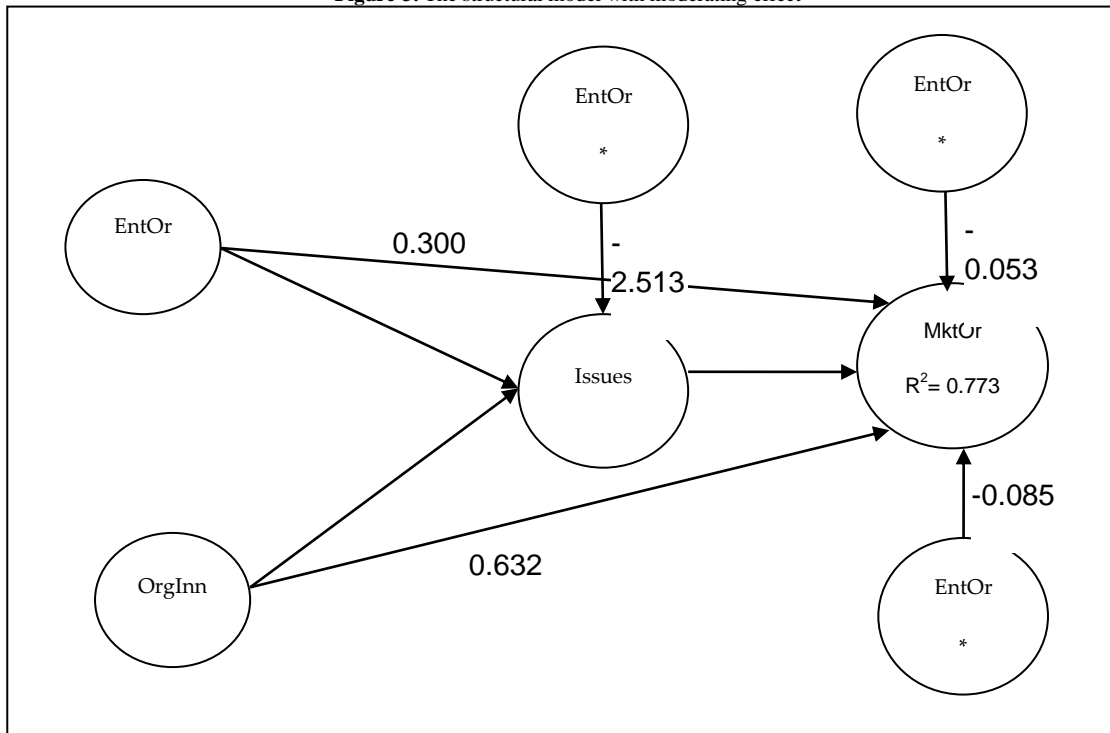 Figure 3. The structural model with moderating effect
EntOr
*
EntOr
*
EntOr
0.300
-
2.513
-
0.053
MktOr
R²= 0.773
Issues
-0.085
OrgInn
0.632
EntOr
*